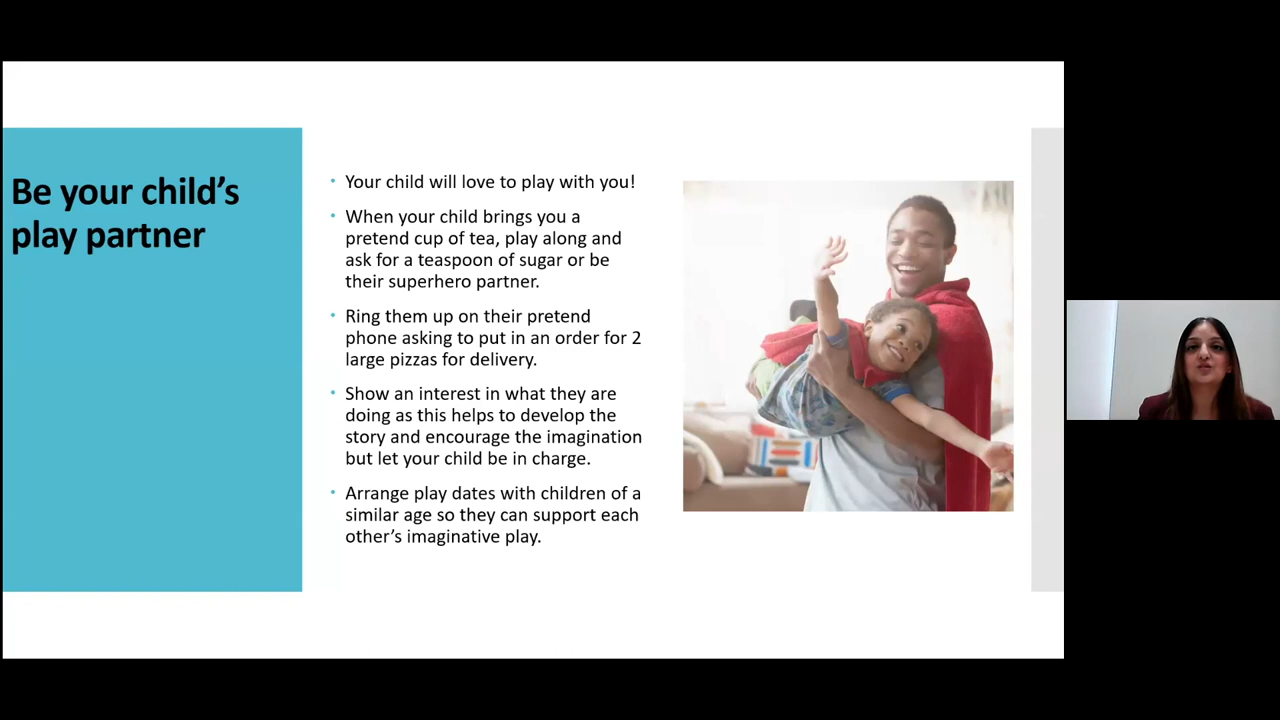 Be your child’s
play partner
• Your child will love to play with you!
• When your child brings you a
pretend cup of tea, play along and
ask for a teaspoon of sugar or be
their superhero partner.
• Ring them up on their pretend
phone asking to put in an order for 2
large pizzas for delivery.
• Show an interest in what they are
doing as this helps to develop the
story and encourage the imagination
but let your child be in charge.
• Arrange play dates with children of a
similar age so they can support each
other’s imaginative play.